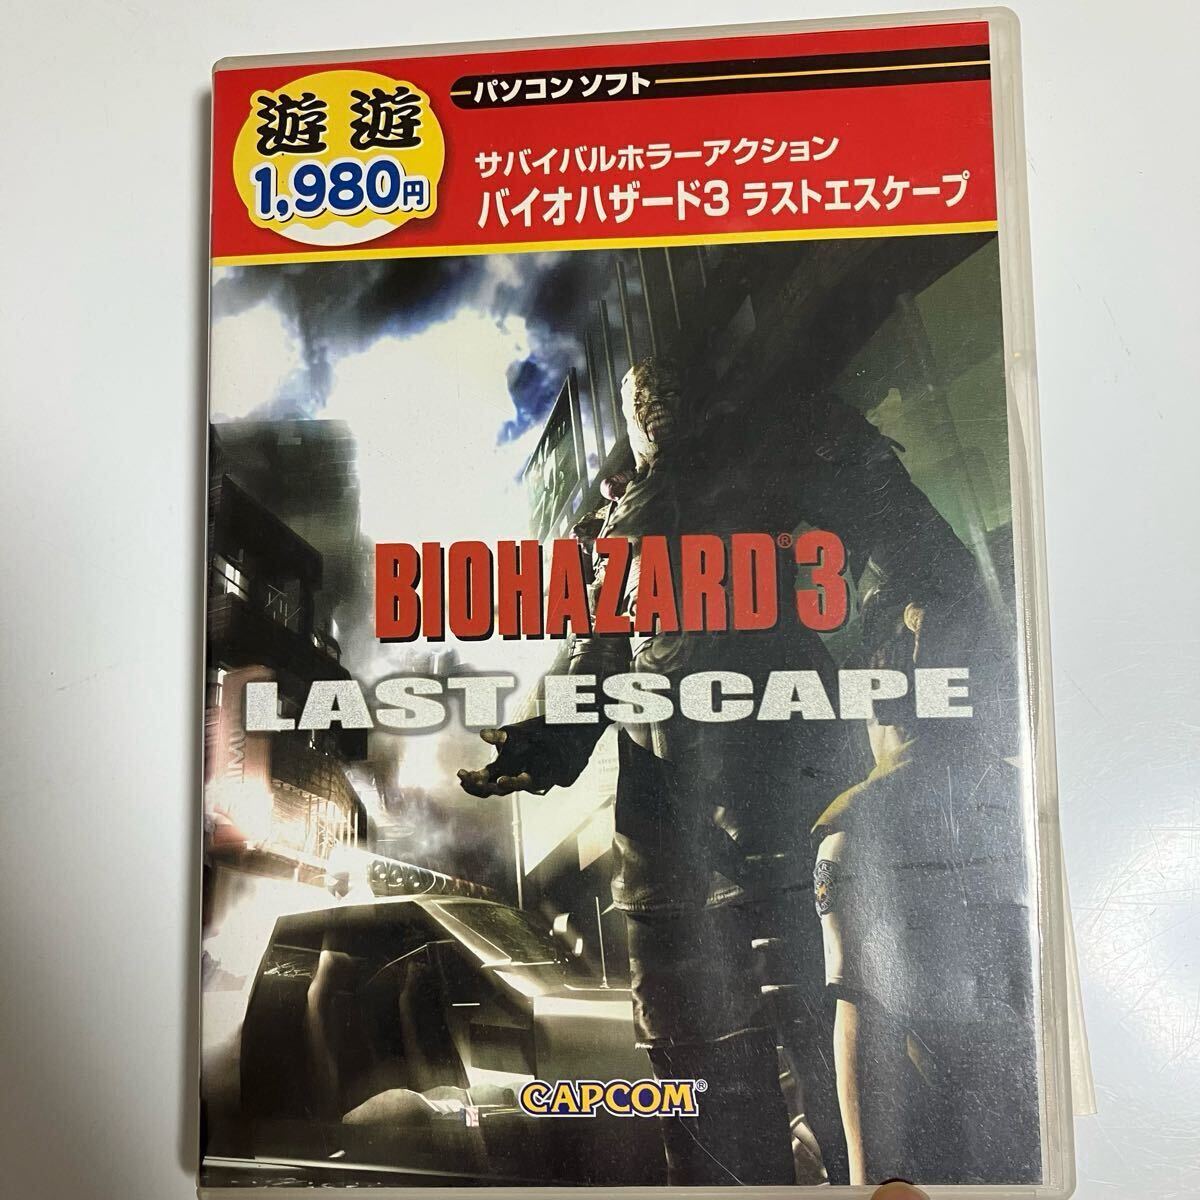 遊遊
1,980円
パソコンソフト
サバイバルホラーアクション
バイオハザード3 ラストエスケープ
BIOHAZARD® 3
LAST ESCAPE
CAPCOM®